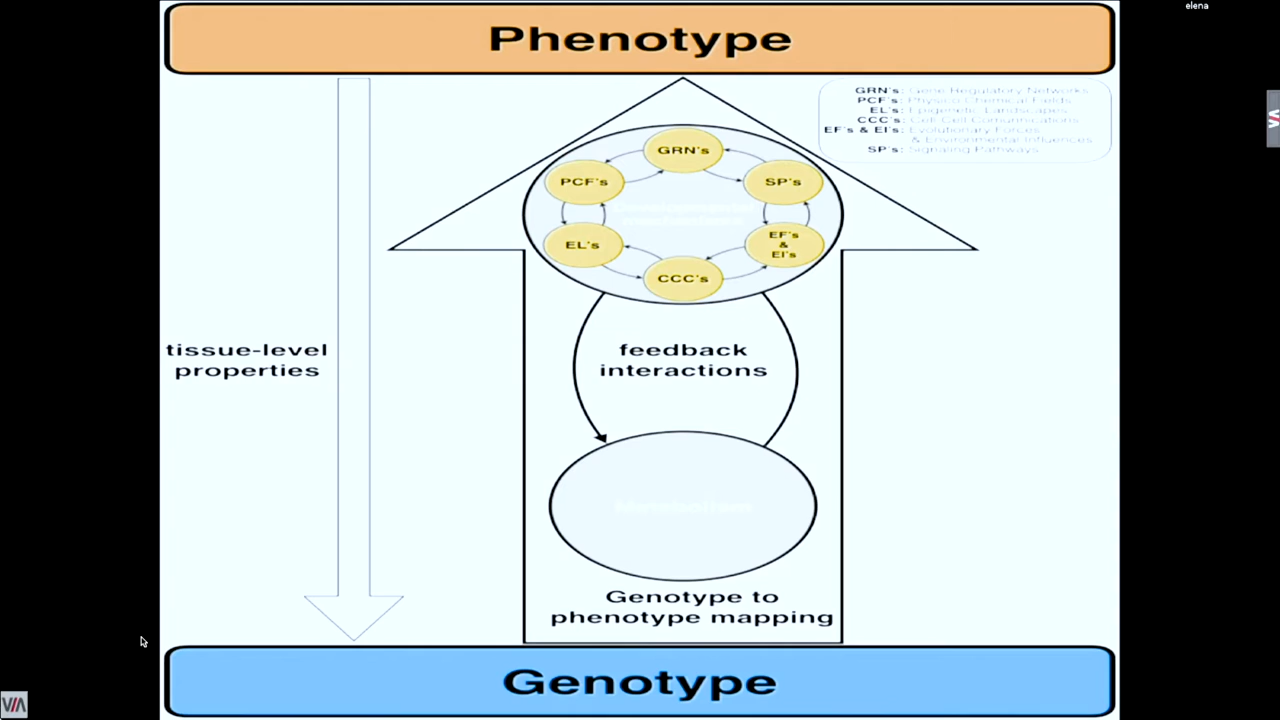 elena
Phenotype
GRN's: Gene Regulatory Networks
PCF's: Physico Chemical Fields
EL's: Epigenetic Landscapes
CCC's: Cell Cell Comunnications
EF's & EI's: Evolutionary Forces
& Environmental Influences
SP's: Signaling Pathways
GRN's
PCF's
SP's
EL's
EF's
&
EI's
CCC's
tissue-level
properties
feedback
interactions
Genotype to
phenotype mapping
Genotype
VIA